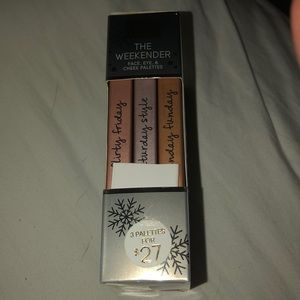 THE
WEEKENDER
FACE, EYE, &
CHEEK PALETTES
flirty friday
saturday style
sunday funday
3 PALETTES
FOR
$27